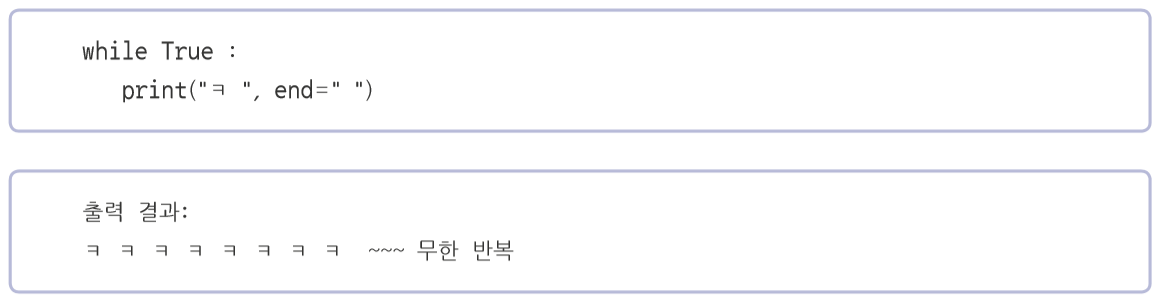 while True :
print("ㅋ ", end=" ")
출력 결과:
ㅋ ㅋ ㅋ ㅋ ㅋ ㅋ ㅋ ㅋ ~~~ 무한 반복